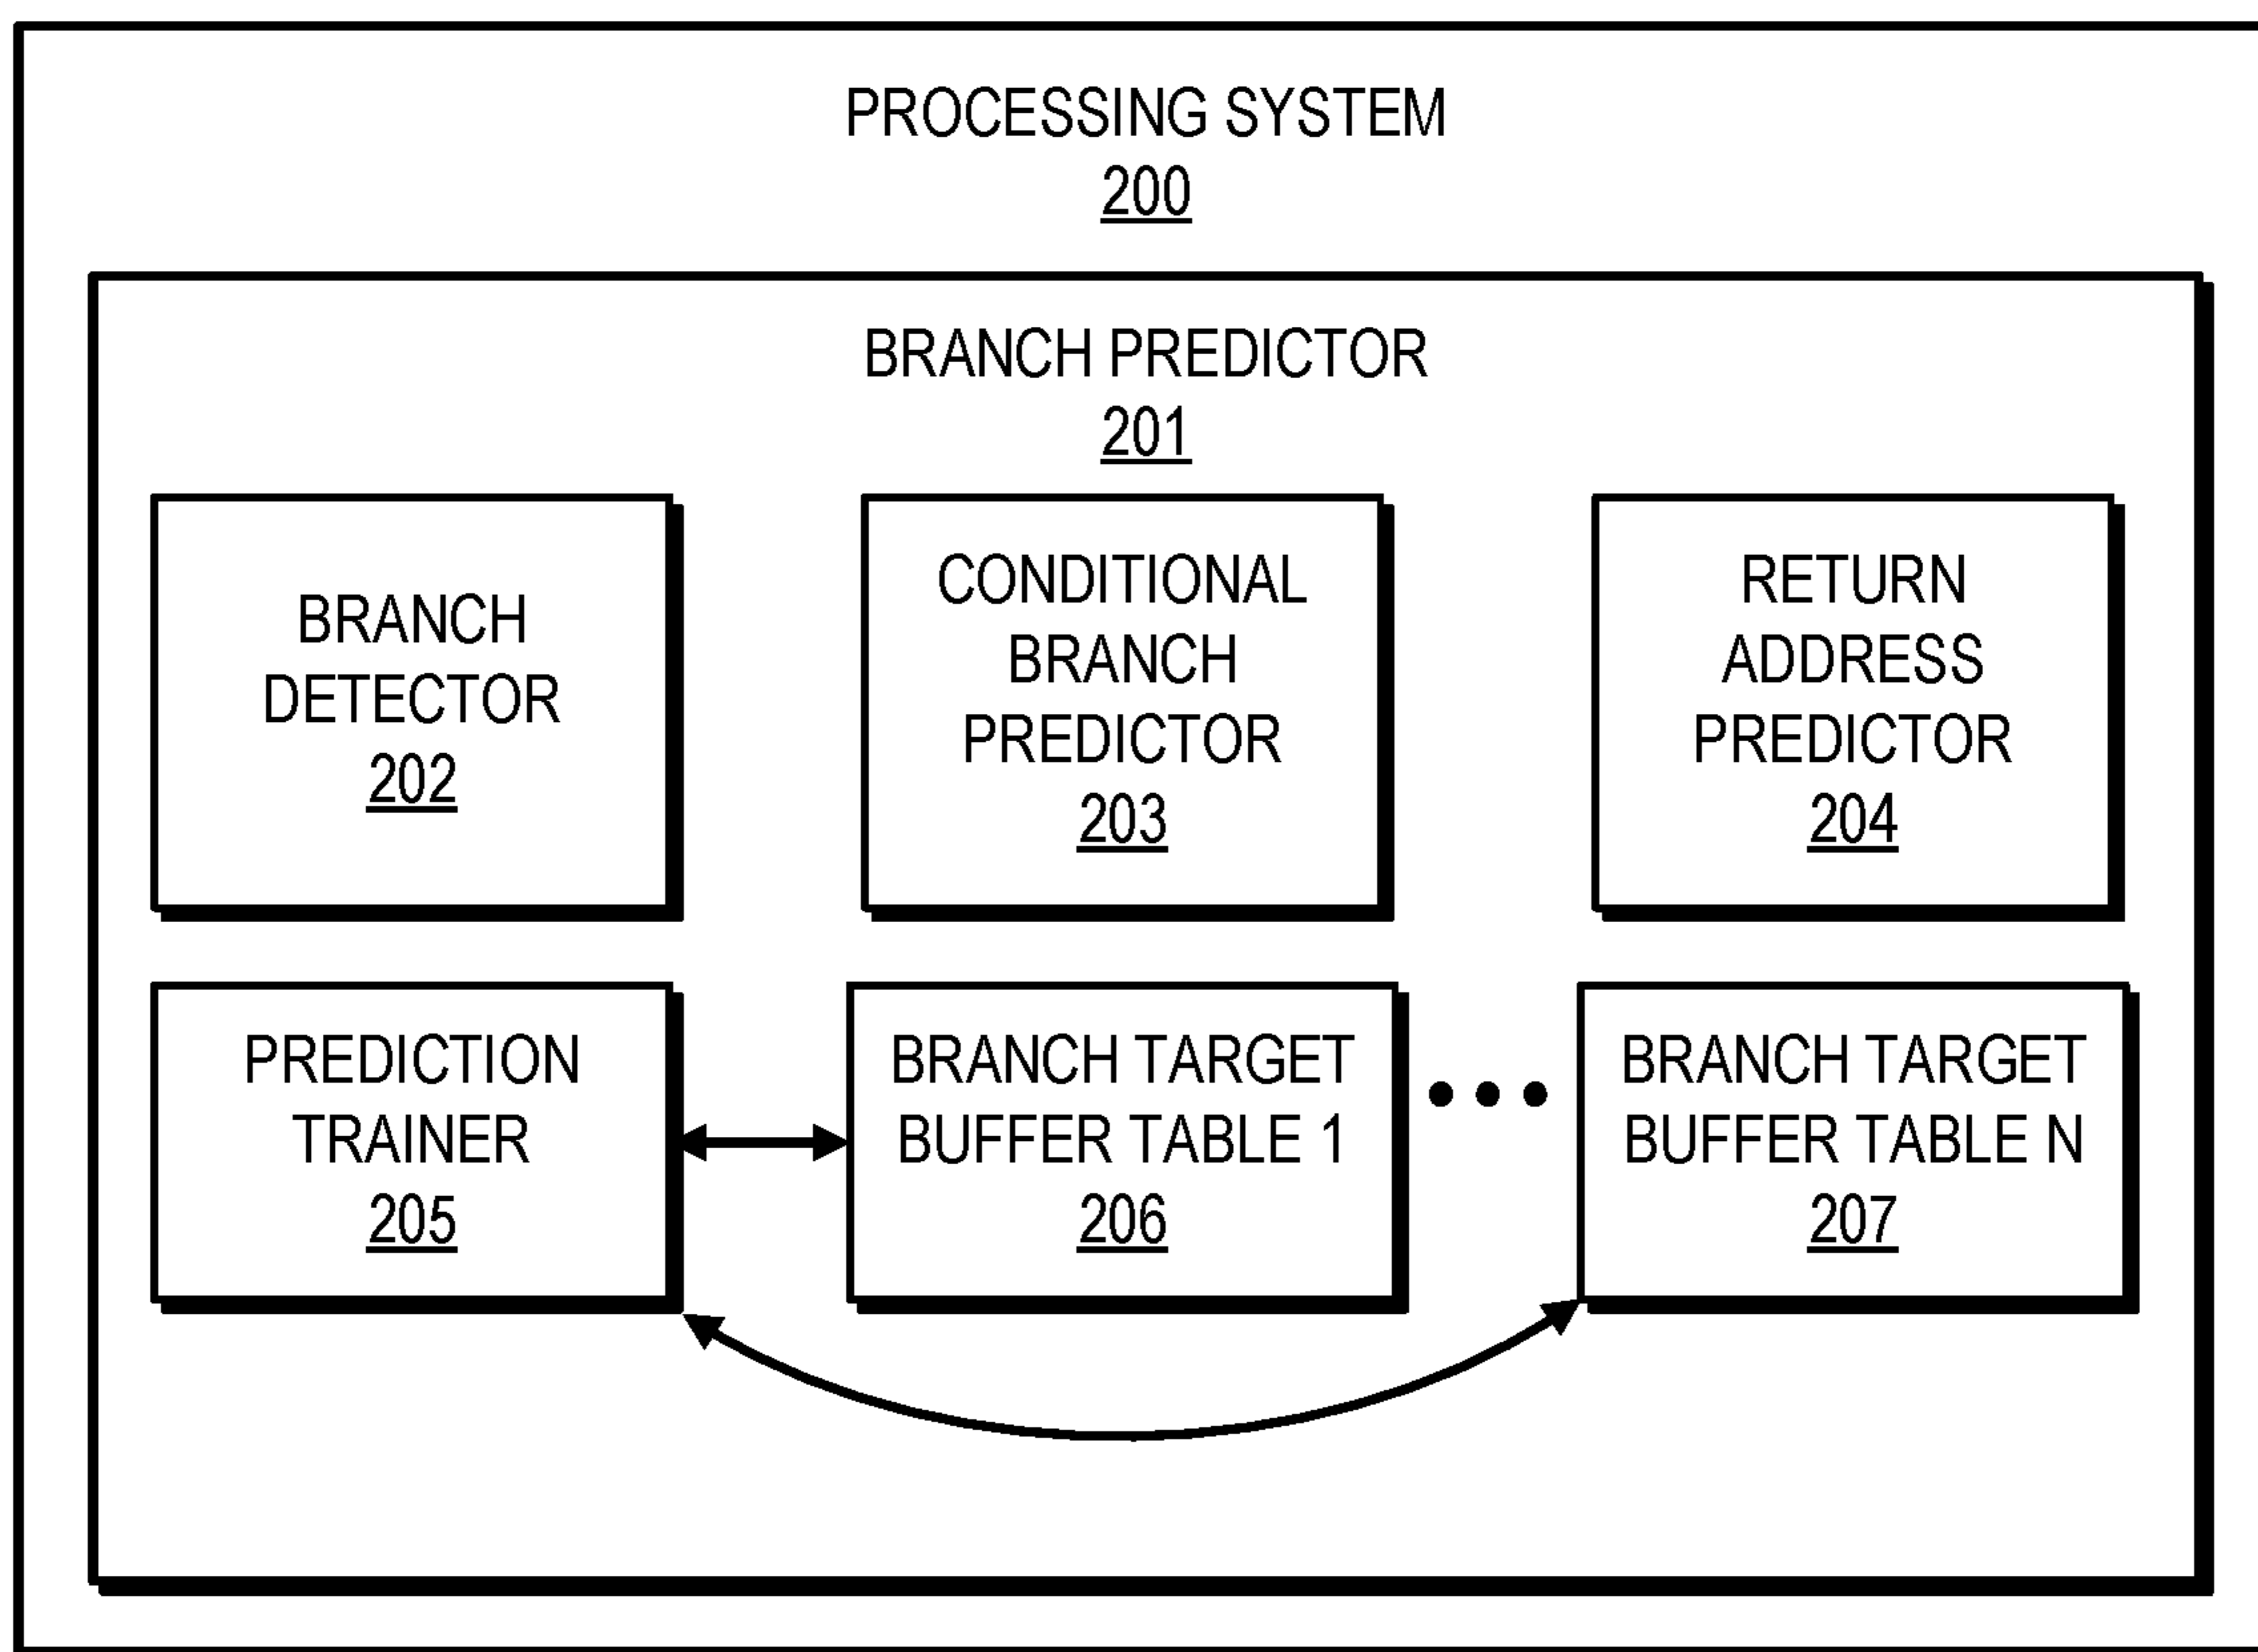 PROCESSING SYSTEM
200
BRANCH PREDICTOR
201
BRANCH
DETECTOR
202
CONDITIONAL
BRANCH
PREDICTOR
203
RETURN
ADDRESS
PREDICTOR
204
PREDICTION
TRAINER
205
BRANCH TARGET
BUFFER TABLE 1
206
BRANCH TARGET
BUFFER TABLE N
207